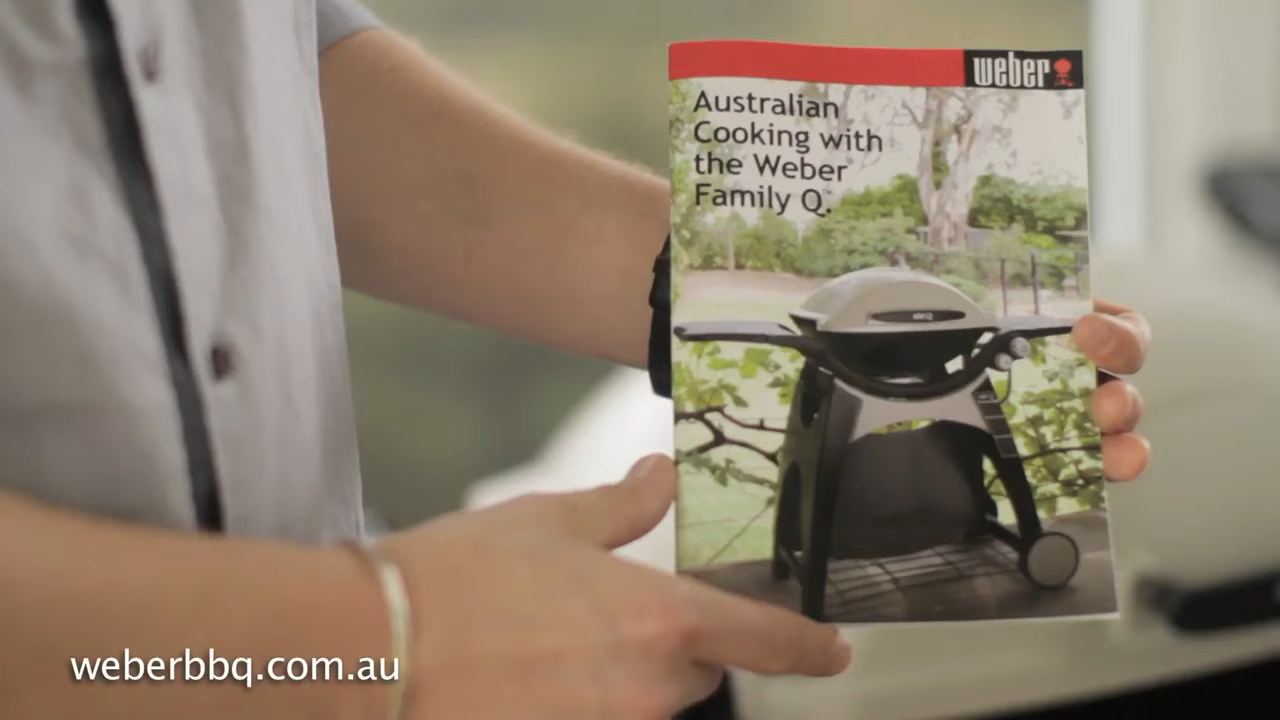 weber
Australian
Cooking with
the Weber
Family Q.
weberbbq.com.au